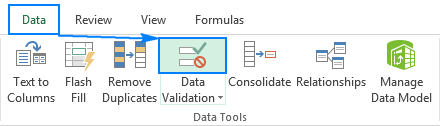 Data Review View Formulas
Text to Columns
Flash Fill
Remove Duplicates
Data Validation
Consolidate
Relationships
Manage Data Model
Data Tools